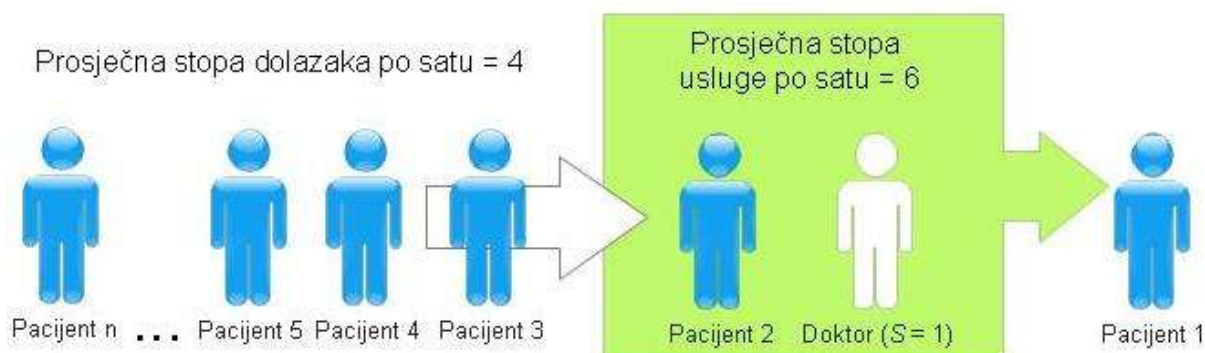 Prosječna stopa dolazaka po satu = 4
Prosječna stopa
usluge po satu = 6
Pacijent n ... Pacijent 5 Pacijent 4 Pacijent 3 Pacijent 2 Doktor (S = 1) Pacijent 1